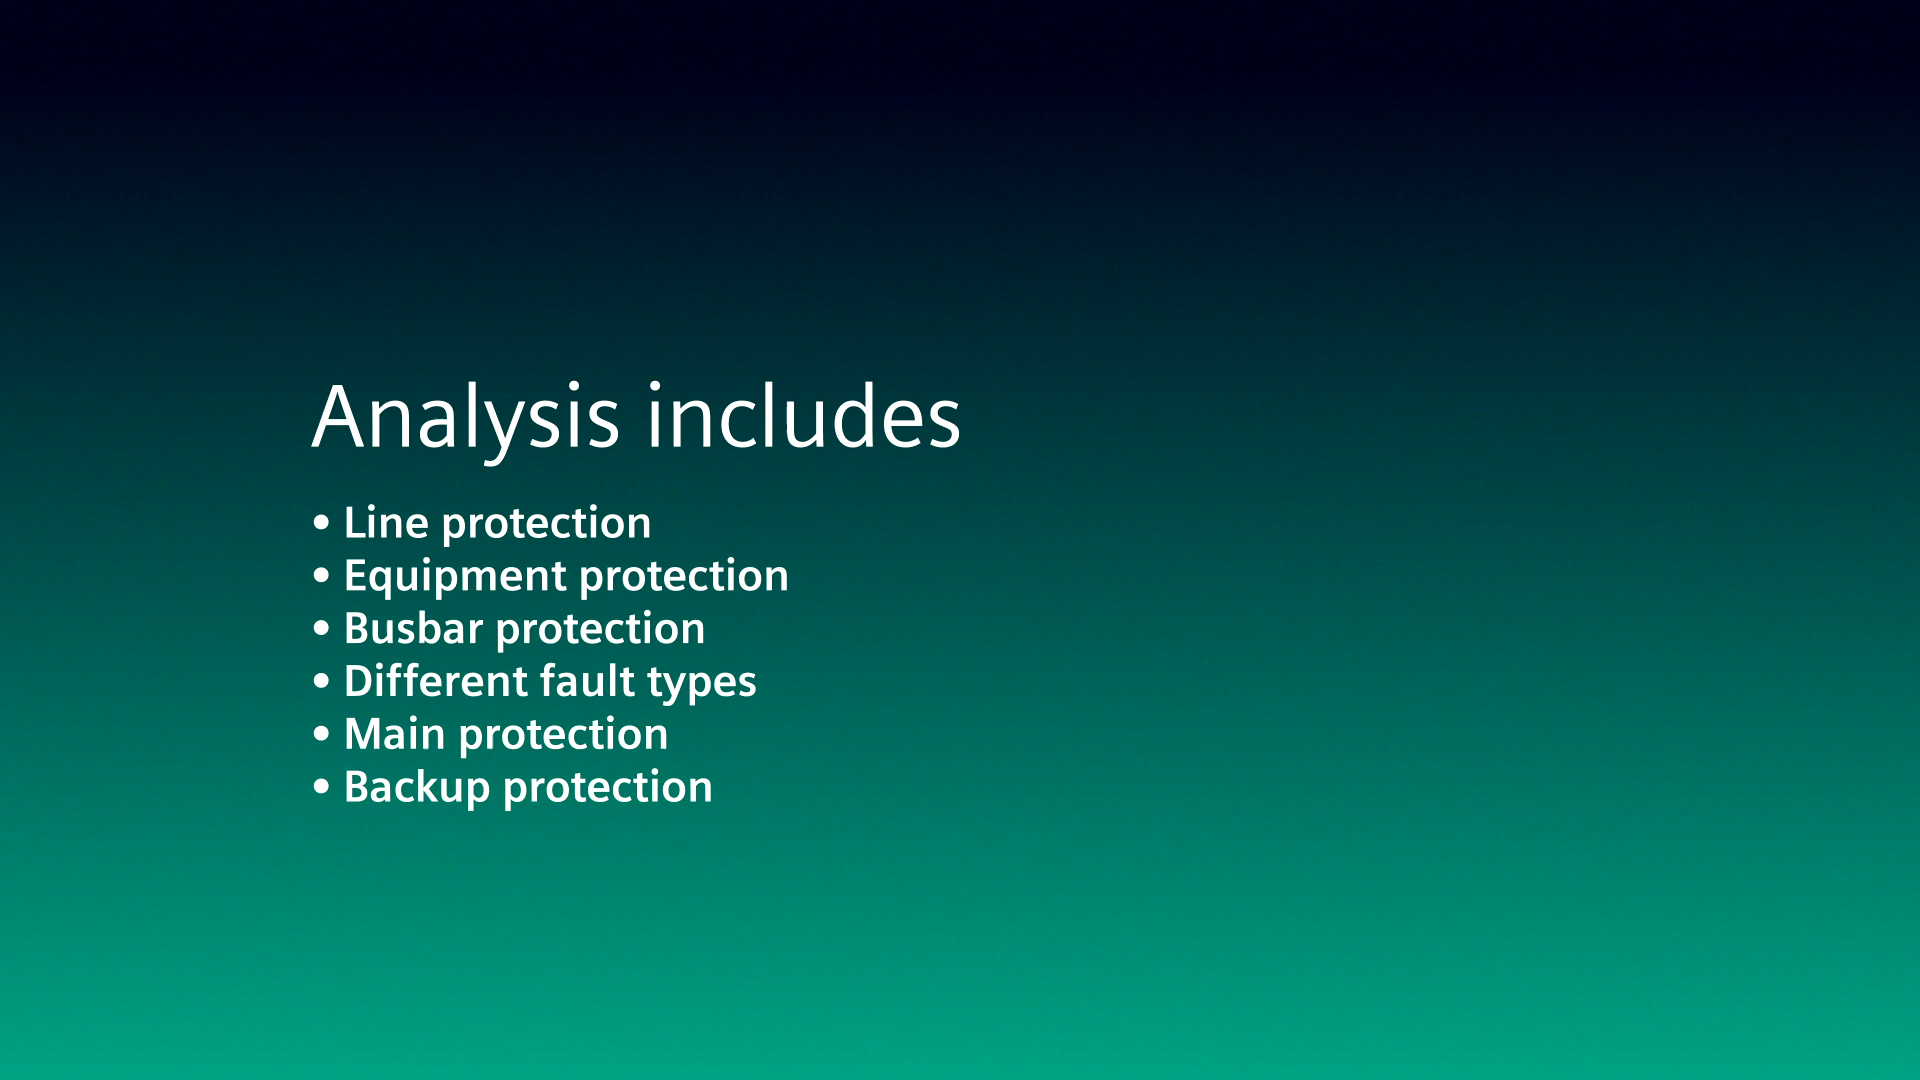 Analysis includes
• Line protection
• Equipment protection
• Busbar protection
• Different fault types
• Main protection
• Backup protection